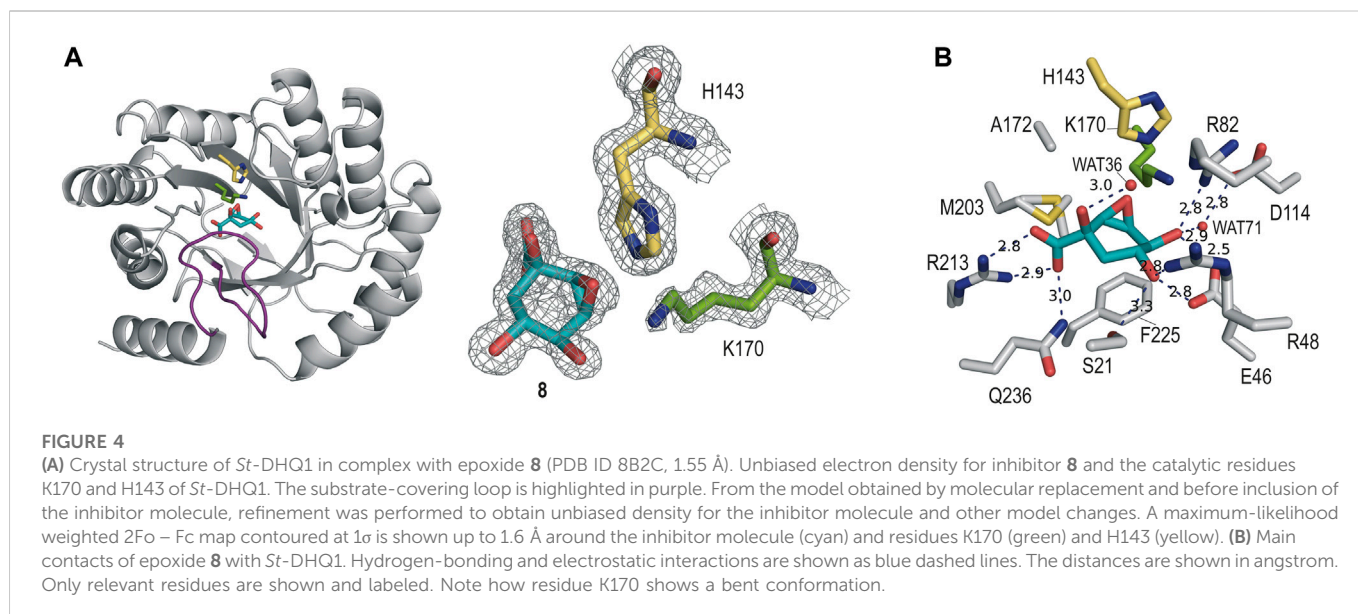 A
H143
K170
8
B
H143
A172
K170
R82
WAT36
3.0
M203
2.8
2.8
D114
WAT71
2.9
2.8
2.5
R213
2.8
2.9
2.8
3.0
3.3
F225
R48
S21
E46
Q236
FIGURE 4
(A) Crystal structure of St-DHQ1 in complex with epoxide 8 (PDB ID 8B2C, 1.55 Å). Unbiased electron density for inhibitor 8 and the catalytic residues
K170 and H143 of St-DHQ1. The substrate-covering loop is highlighted in purple. From the model obtained by molecular replacement and before inclusion of
the inhibitor molecule, refinement was performed to obtain unbiased density for the inhibitor molecule and other model changes. A maximum-likelihood
weighted 2Fo – Fc map contoured at 1σ is shown up to 1.6 Å around the inhibitor molecule (cyan) and residues K170 (green) and H143 (yellow). (B) Main
contacts of epoxide 8 with St-DHQ1. Hydrogen-bonding and electrostatic interactions are shown as blue dashed lines. The distances are shown in angstrom.
Only relevant residues are shown and labeled. Note how residue K170 shows a bent conformation.